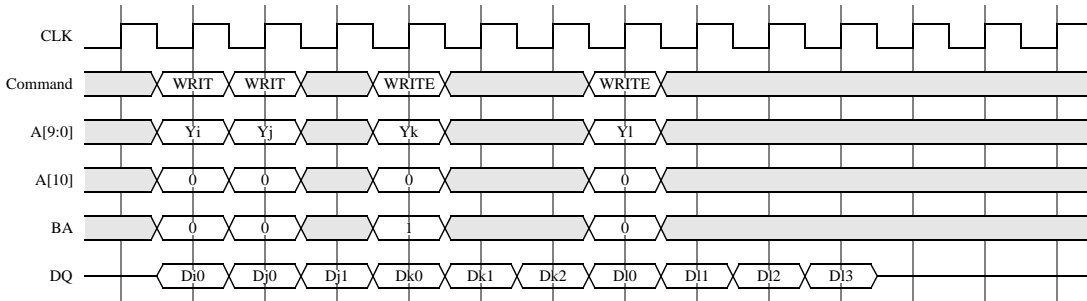 CLK
Command WRIT WRIT WRITE WRITE
A[9:0] Yi Yj Yk Yl
A[10] 0 0 0 0
BA 0 0 1 0
DQ Di0 Dj0 Dj1 Dk0 Dk1 Dk2 Dl0 Dl1 Dl2 Dl3